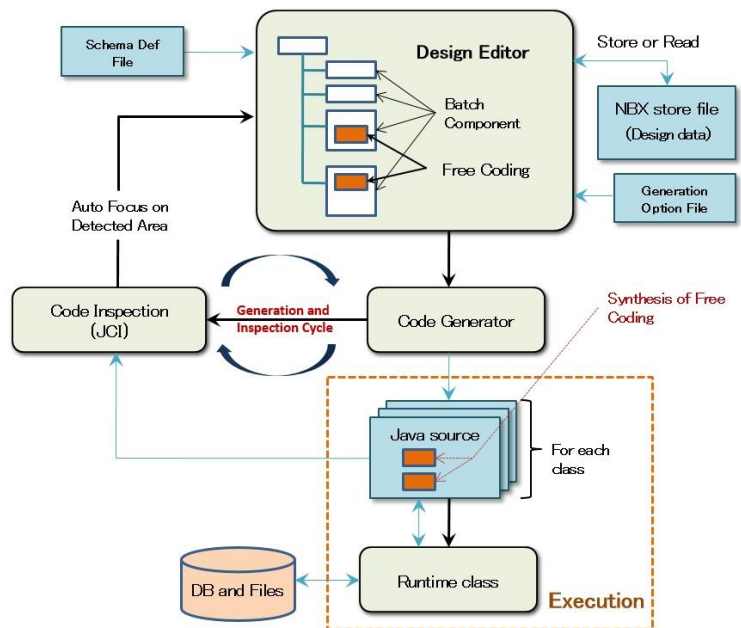 Schema Def
File
Design Editor
Store or Read
Batch
Component
NBX store file
(Design data)
Free Coding
Generation
Option File
Auto Focus on
Detected Area
Code Inspection
(JCI)
Generation and
Inspection Cycle
Code Generator
Synthesis of Free
Coding
Java source
For each
class
DB and Files
Runtime class
Execution